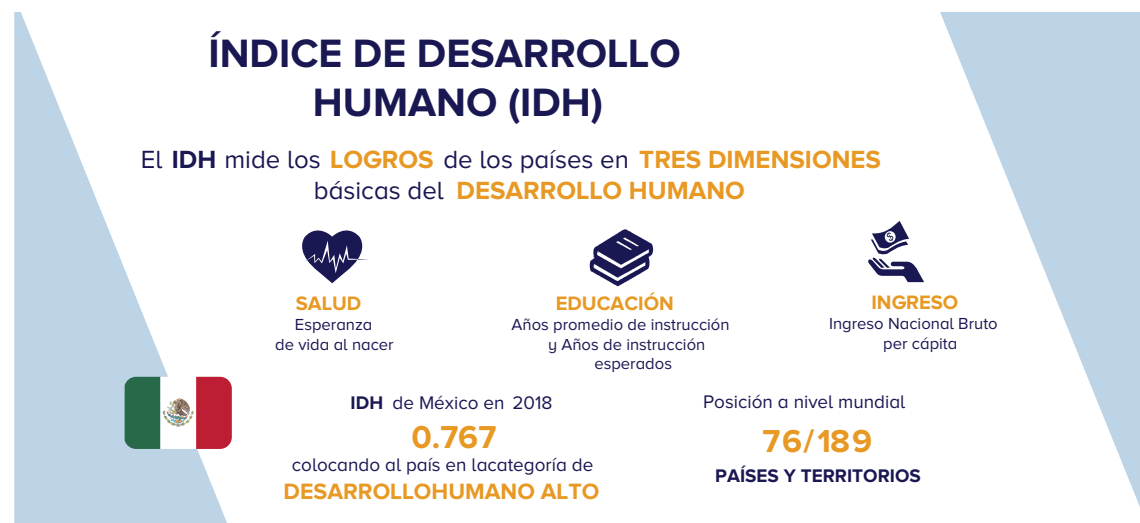 ÍNDICE DE DESARROLLO
HUMANO (IDH)
El IDH mide los LOGROS de los países en TRES DIMENSIONES
básicas del DESARROLLO HUMANO
SALUD
Esperanza
de vida al nacer
EDUCACIÓN
Años promedio de instrucción
y Años de instrucción
esperados
INGRESO
Ingreso Nacional Bruto
per cápita
IDH de México en 2018
0.767
colocando al país en lacategoría de
DESARROLLOHUMANO ALTO
Posición a nivel mundial
76/189
PAÍSES Y TERRITORIOS